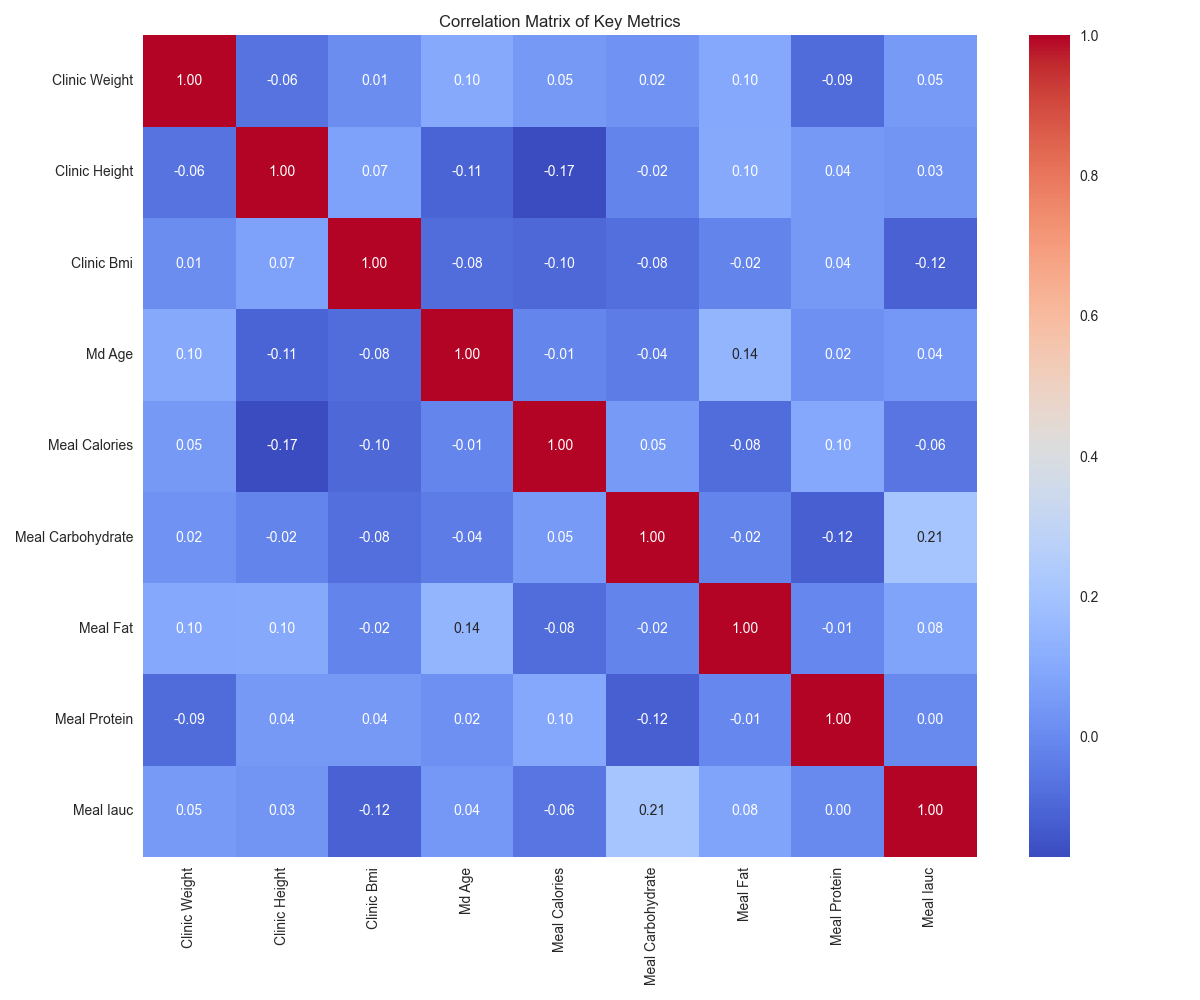 Correlation Matrix of Key Metrics
Clinic Weight 1.00 -0.06 0.01 0.10 0.05 0.02 0.10 -0.09 0.05
Clinic Height -0.06 1.00 0.07 -0.11 -0.17 -0.02 0.10 0.04 0.03
Clinic Bmi 0.01 0.07 1.00 -0.08 -0.10 -0.08 -0.02 0.04 -0.12
Md Age 0.10 -0.11 -0.08 1.00 -0.01 -0.04 0.14 0.02 0.04
Meal Calories 0.05 -0.17 -0.10 -0.01 1.00 0.05 -0.08 0.10 -0.06
Meal Carbohydrate 0.02 -0.02 -0.08 -0.04 0.05 1.00 -0.02 -0.12 0.21
Meal Fat 0.10 0.10 -0.02 0.14 -0.08 -0.02 1.00 -0.01 0.08
Meal Protein -0.09 0.04 0.04 0.02 0.10 -0.12 -0.01 1.00 0.00
Meal Iauc 0.05 0.03 -0.12 0.04 -0.06 0.21 0.08 0.00 1.00
Clinic Weight
Clinic Height
Clinic Bmi
Md Age
Meal Calories
Meal Carbohydrate
Meal Fat
Meal Protein
Meal Iauc
1.0
0.8
0.6
0.4
0.2
0.0